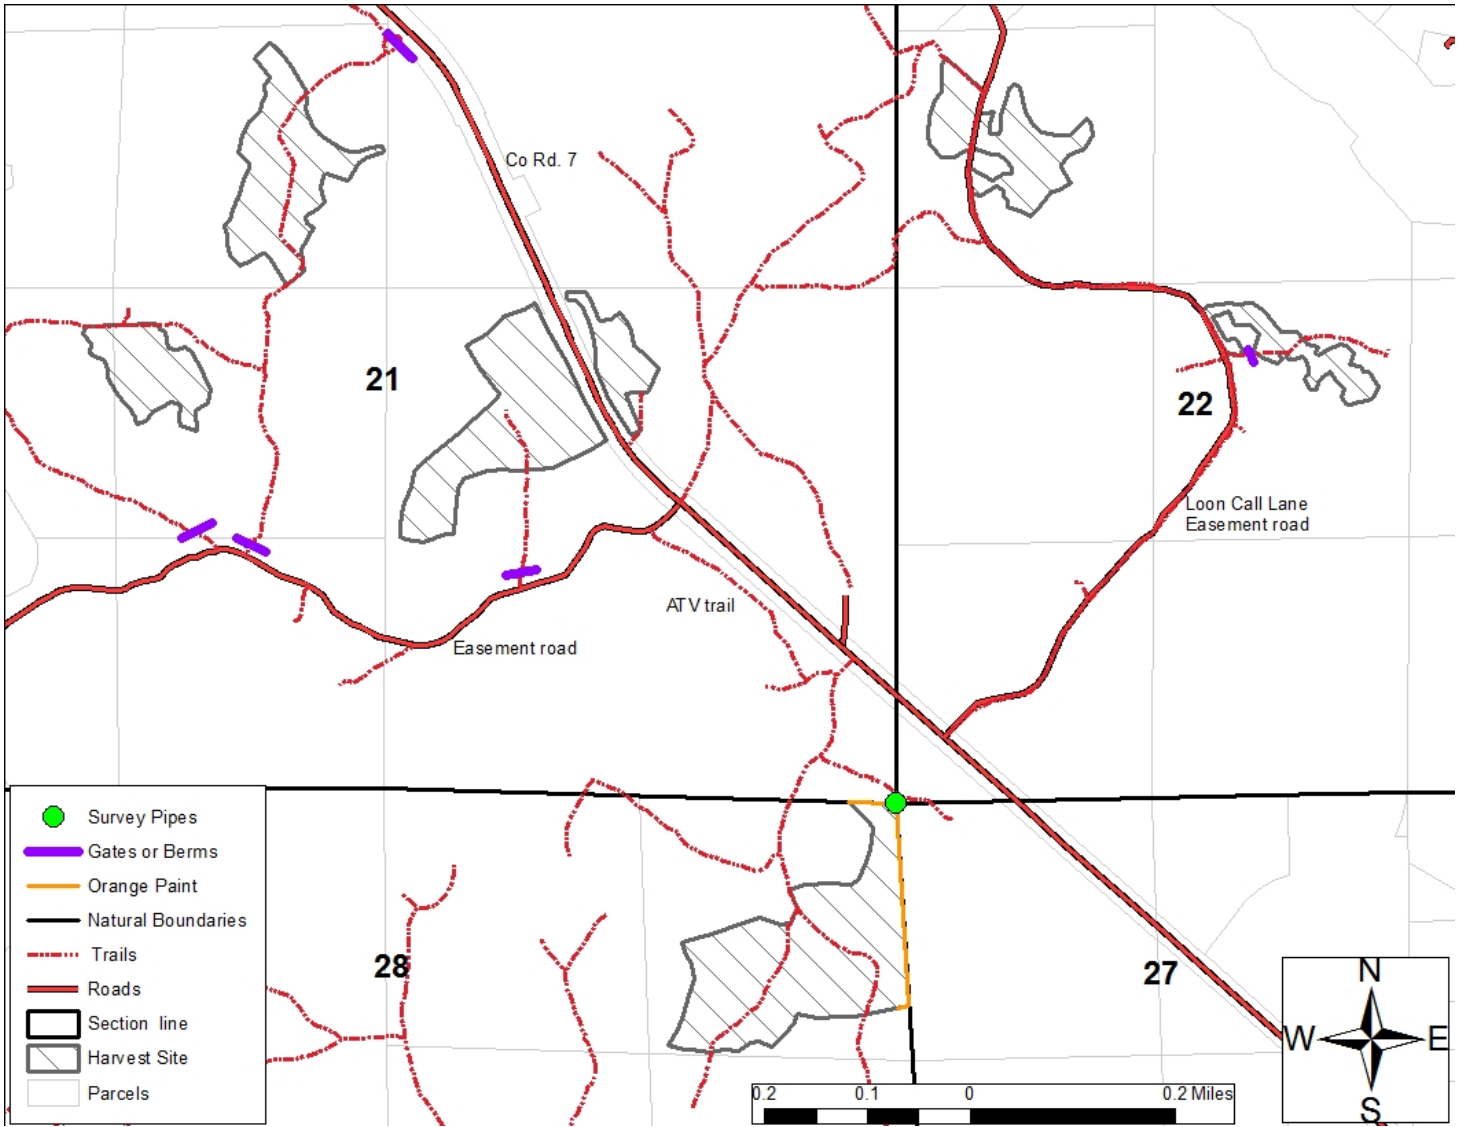 Co Rd. 7
21
22
Loon Call Lane
Easement road
ATV trail
Easement road
Survey Pipes
Gates or Berms
Orange Paint
Natural Boundaries
Trails
Roads
Section line
Harvest Site
Parcels
28
27
N
W
E
S
0.2 0.1 0 0.2 Miles